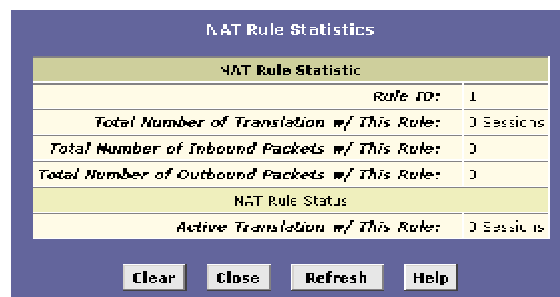 NAT Rule Statistics
NAT Rule Statistic
Rule ID: 1
Total Number of Translation w/ This Rule: 0 Sessions
Total Number of Inbound Packets w/ This Rule: 0
Total Number of Outbound Packets w/ This Rule: 0
NAT Rule Status
Active Translation w/ This Rule: 0 Sessions
Clear Close Refresh Help